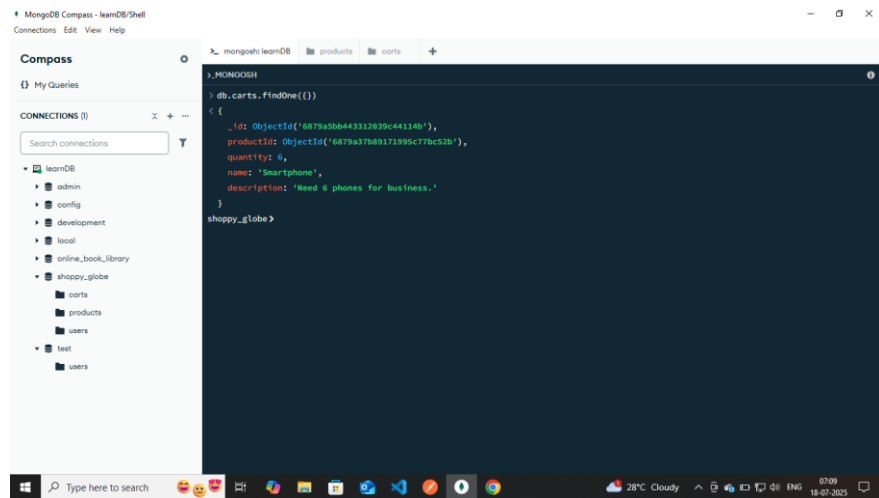 MongoDB Compass - learnDB/Shell
Connections Edit View Help
Compass
{} My Queries
CONNECTIONS (1)
Search connections
learnDB
admin
config
development
local
online_book_library
shoppy_globe
carts
products
users
test
users
>_ mongosh: learnDB products carts +
>_MONGOSH
> db.carts.findOne({})
< {
_id: ObjectId('6879a5bb443312039c44114b'),
productId: ObjectId('6879a37b89171995c77bc52b'),
quantity: 6,
name: 'Smartphone',
description: 'Need 6 phones for business.'
}
shoppy_globe>
Type here to search
28°C Cloudy
ENG
07:09
18-07-2025